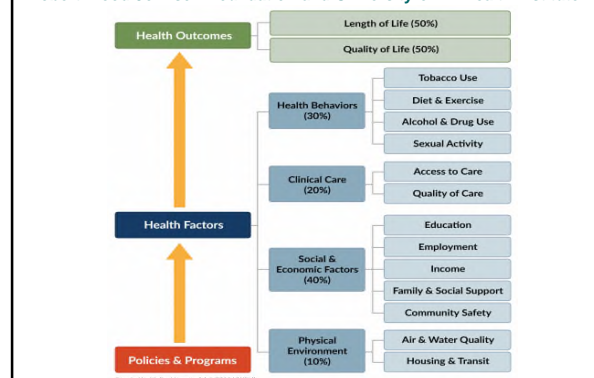 Health Outcomes
Length of Life (50%)
Quality of Life (50%)
Health Factors
Health Behaviors
(30%)
Tobacco Use
Diet & Exercise
Alcohol & Drug Use
Sexual Activity
Clinical Care
(20%)
Access to Care
Quality of Care
Social &
Economic Factors
(40%)
Education
Employment
Income
Family & Social Support
Community Safety
Physical
Environment
(10%)
Air & Water Quality
Housing & Transit
Policies & Programs